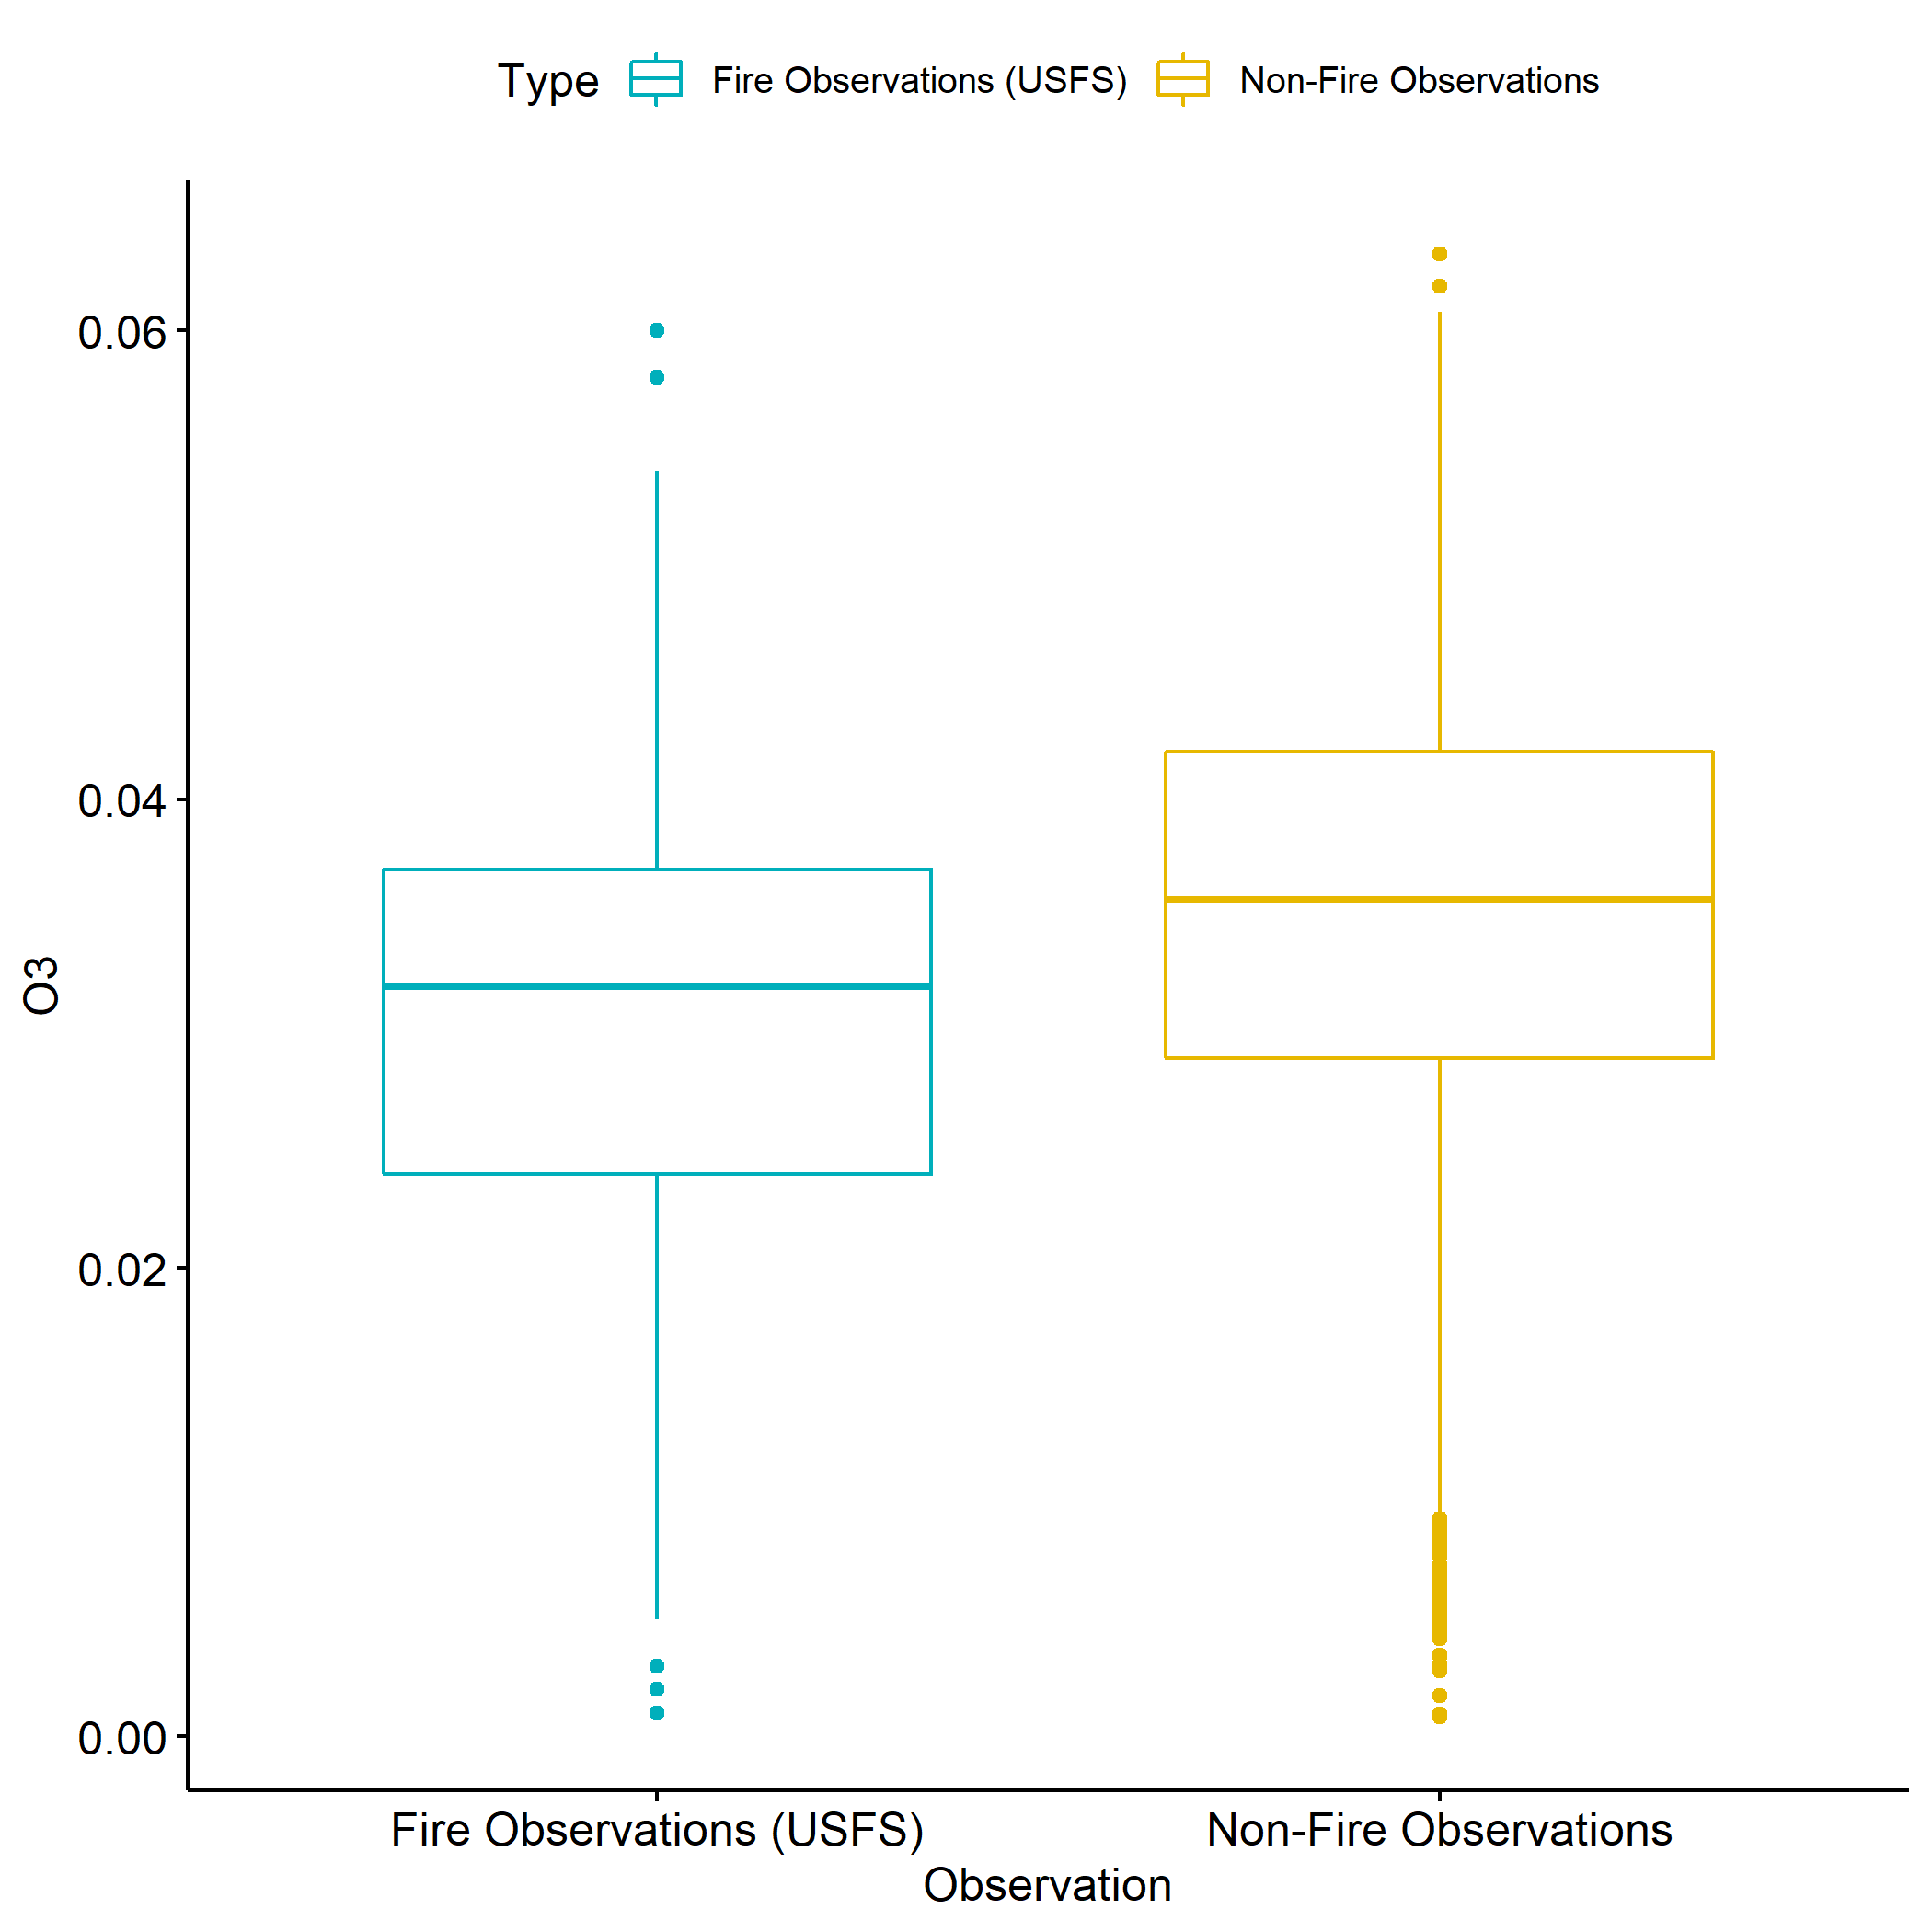 Type Fire Observations (USFS) Non-Fire Observations
0.06
0.04
0.02
0.00
O3
Fire Observations (USFS) Non-Fire Observations
Observation